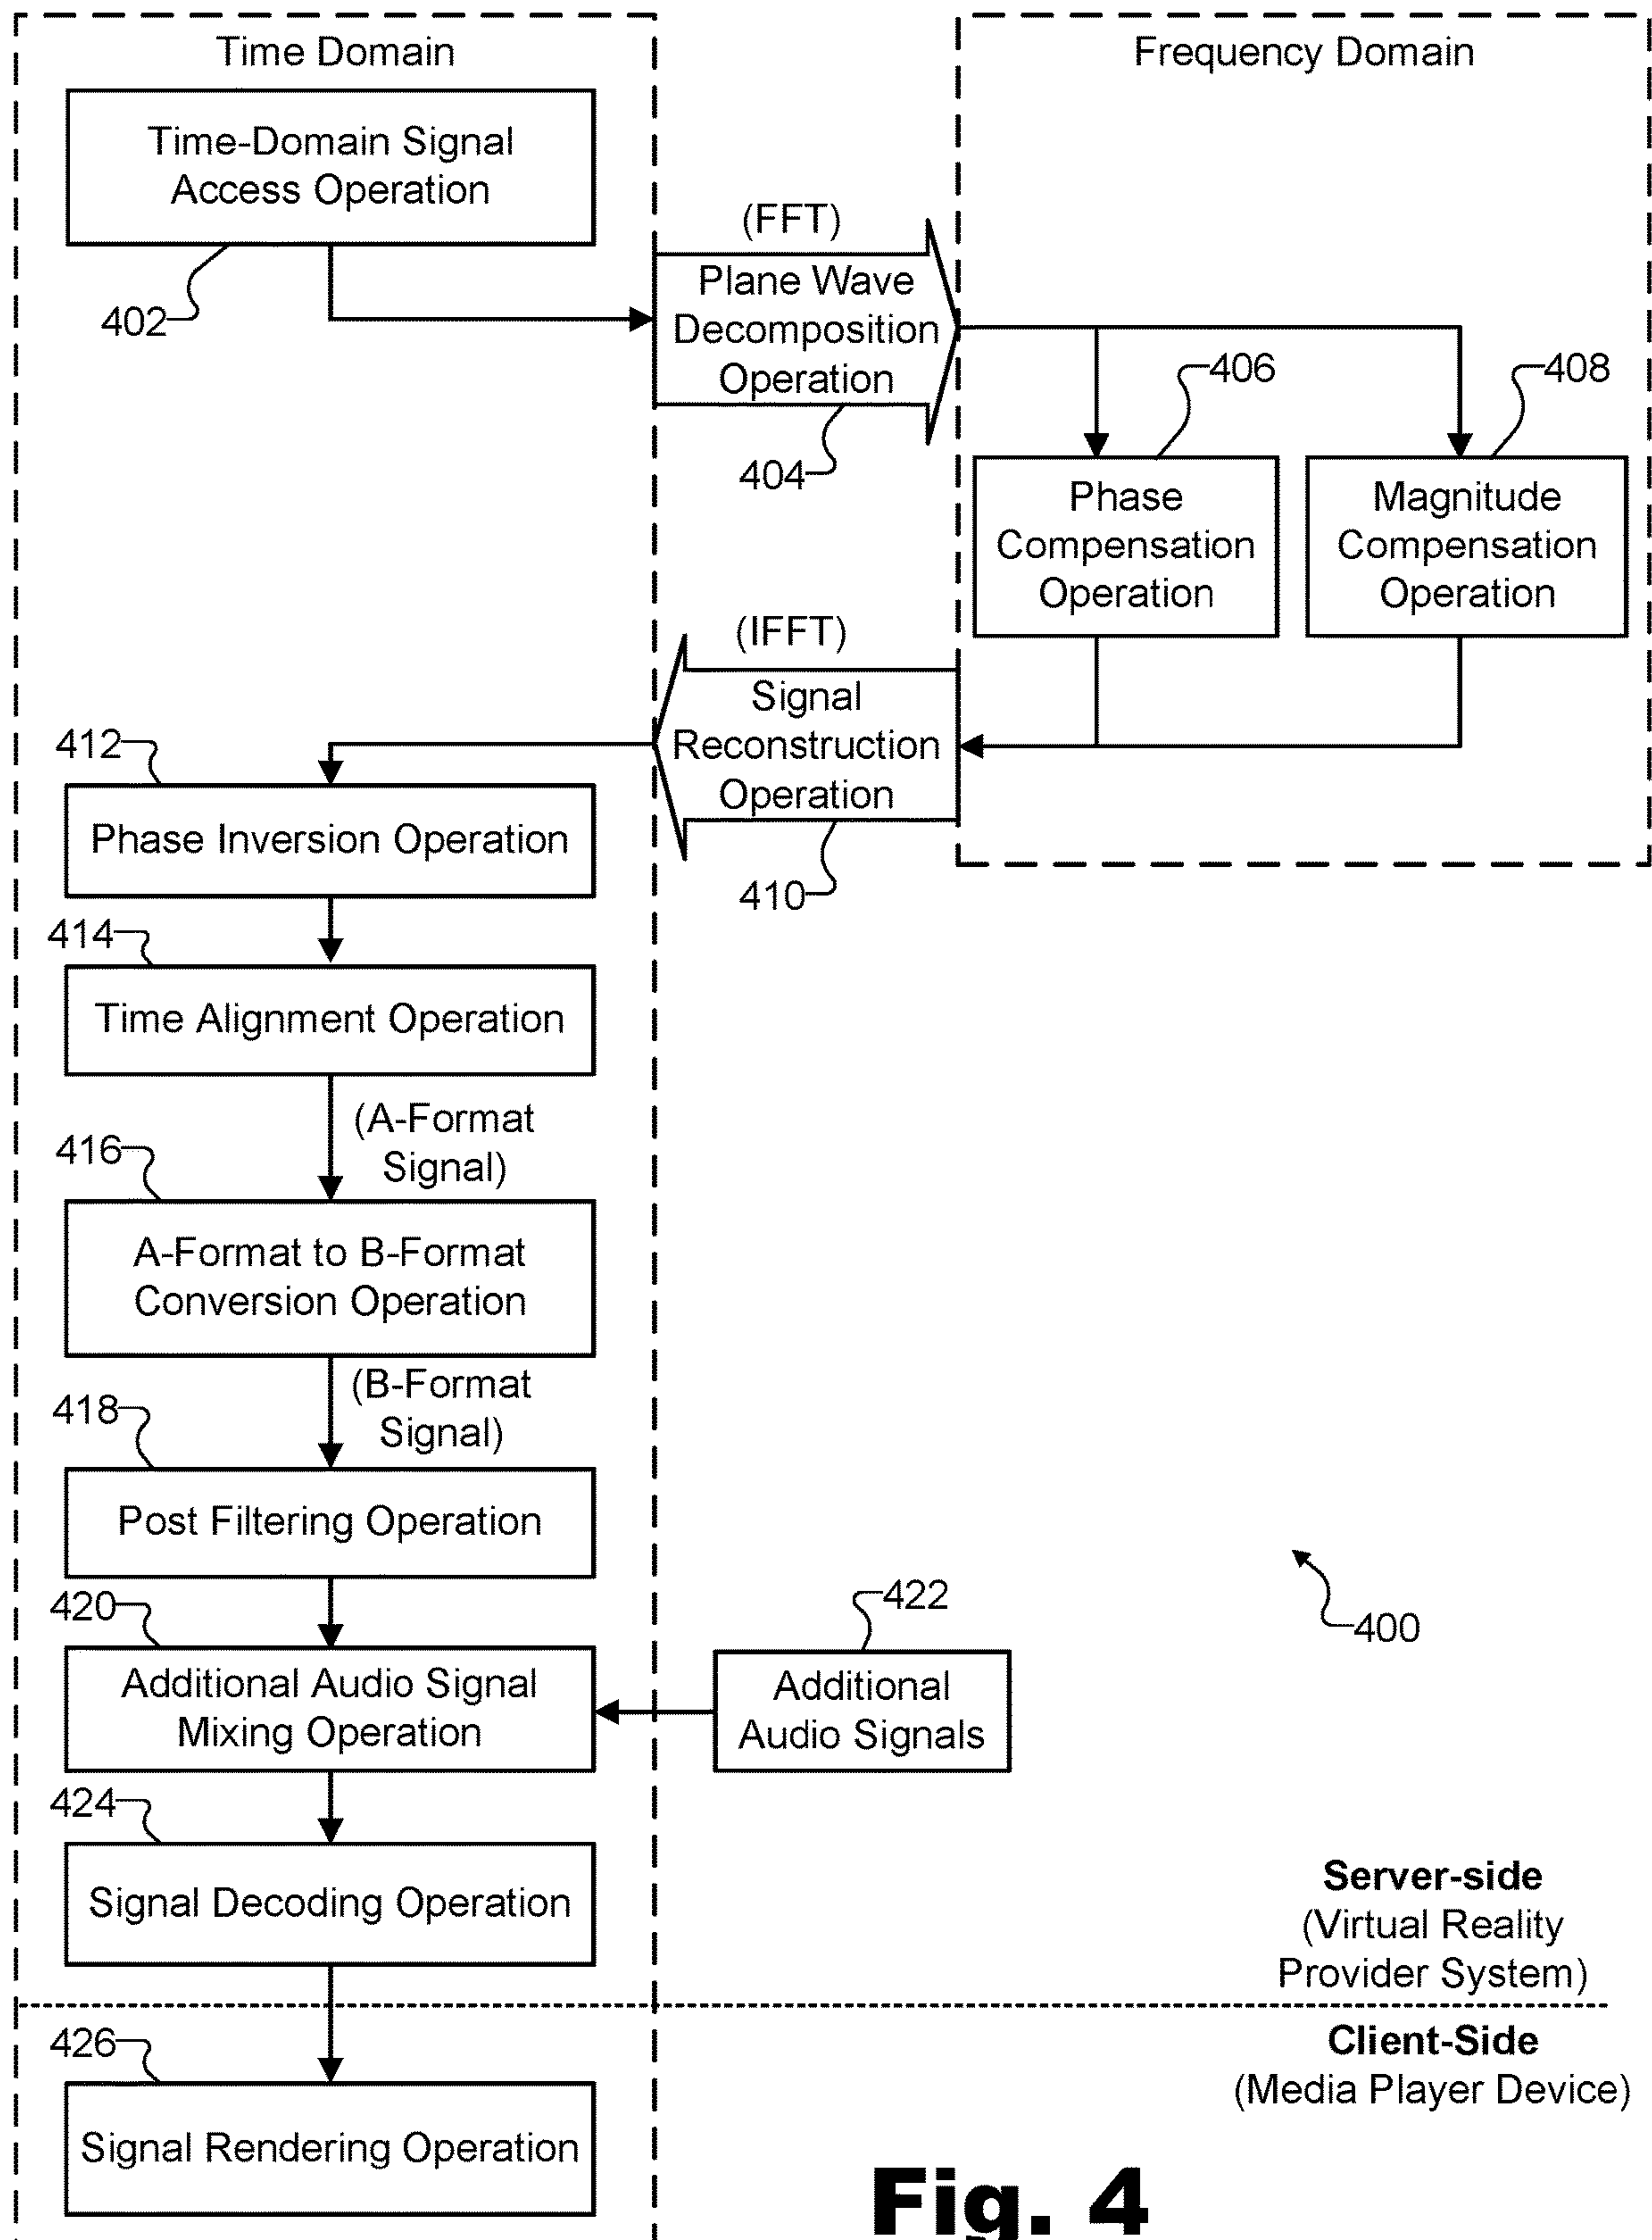 Time Domain
Frequency Domain
Time-Domain Signal
Access Operation
402
(FFT)
Plane Wave
Decomposition
Operation
404
406
408
Phase
Compensation
Operation
Magnitude
Compensation
Operation
(IFFT)
Signal
Reconstruction
Operation
410
412
Phase Inversion Operation
414
Time Alignment Operation
(A-Format
Signal)
416
A-Format to B-Format
Conversion Operation
(B-Format
Signal)
418
Post Filtering Operation
420
Additional Audio Signal
Mixing Operation
422
Additional
Audio Signals
400
424
Signal Decoding Operation
Server-side
(Virtual Reality
Provider System)
Client-Side
(Media Player Device)
426
Signal Rendering Operation
Fig. 4